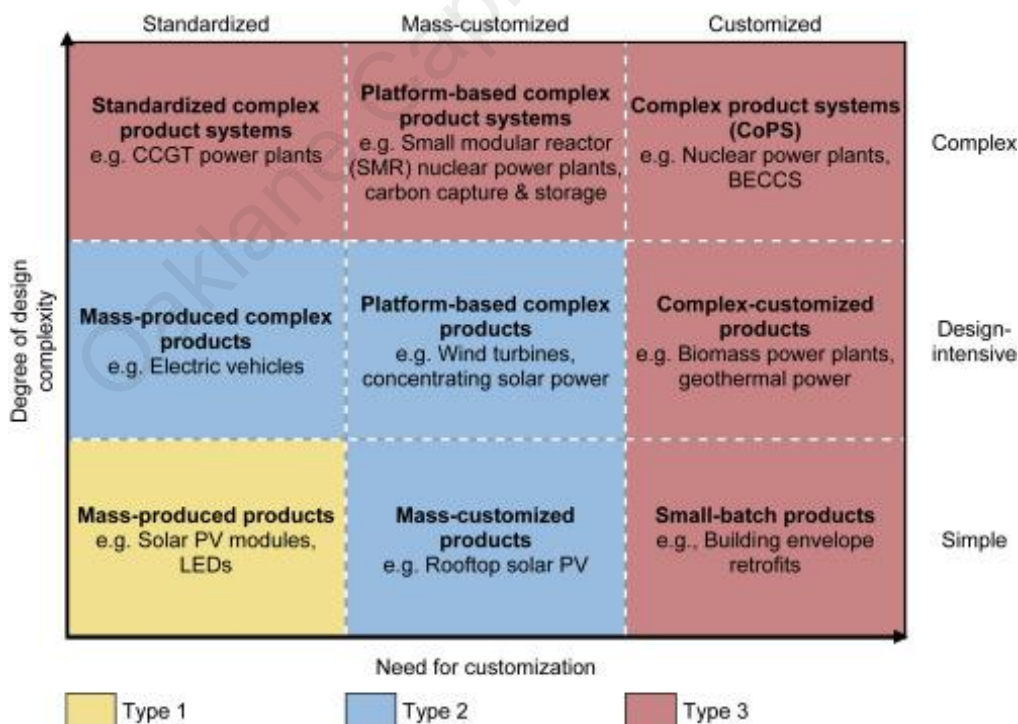 Standardized
Mass-customized
Customized
Standardized complex
product systems
e.g. CCGT power plants
Platform-based complex
product systems
e.g. Small modular reactor
(SMR) nuclear power plants,
carbon capture & storage
Complex product systems
(CoPS)
e.g. Nuclear power plants,
BECCS
Complex
Mass-produced complex
products
e.g. Electric vehicles
Platform-based complex
products
e.g. Wind turbines,
concentrating solar power
Complex-customized
products
e.g. Biomass power plants,
geothermal power
Design-
intensive
Mass-produced products
e.g. Solar PV modules,
LEDs
Mass-customized
products
e.g. Rooftop solar PV
Small-batch products
e.g., Building envelope
retrofits
Simple
Degree of design
complexity
Need for customization
Type 1
Type 2
Type 3
Oaklane